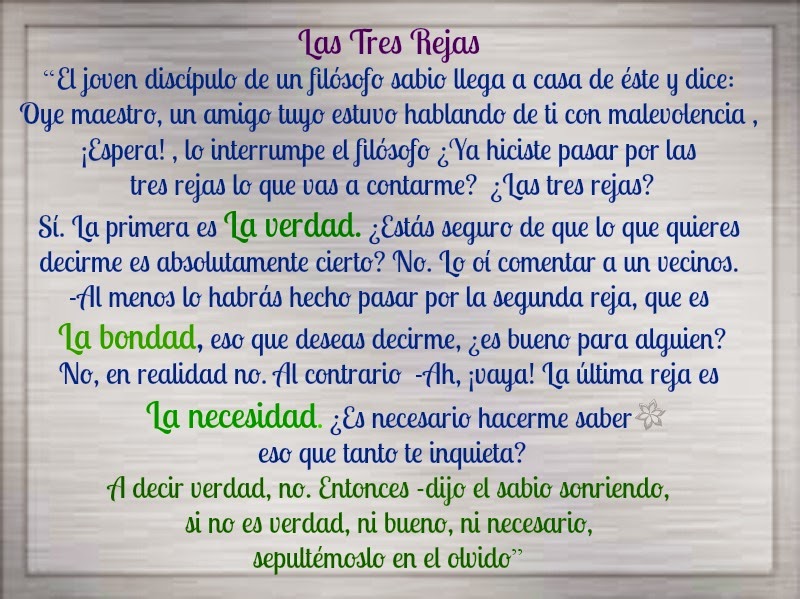 Las Tres Rejas
“El joven discípulo de un filósofo sabio llega a casa de éste y dice:
Oye maestro, un amigo tuyo estuvo hablando de ti con malevolencia ,
¡Espera! , lo interrumpe el filósofo ¿Ya hiciste pasar por las
tres rejas lo que vas a contarme? ¿Las tres rejas?
Sí. La primera es La verdad. ¿Estás seguro de que lo que quieres
decirme es absolutamente cierto? No. Lo oí comentar a un vecinos.
-Al menos lo habrás hecho pasar por la segunda reja, que es
La bondad, eso que deseas decirme, ¿es bueno para alguien?
No, en realidad no. Al contrario -Ah, ¡vaya! La última reja es
La necesidad. ¿Es necesario hacerme saber
eso que tanto te inquieta?
A decir verdad, no. Entonces -dijo el sabio sonriendo,
si no es verdad, ni bueno, ni necesario,
sepultémoslo en el olvido”